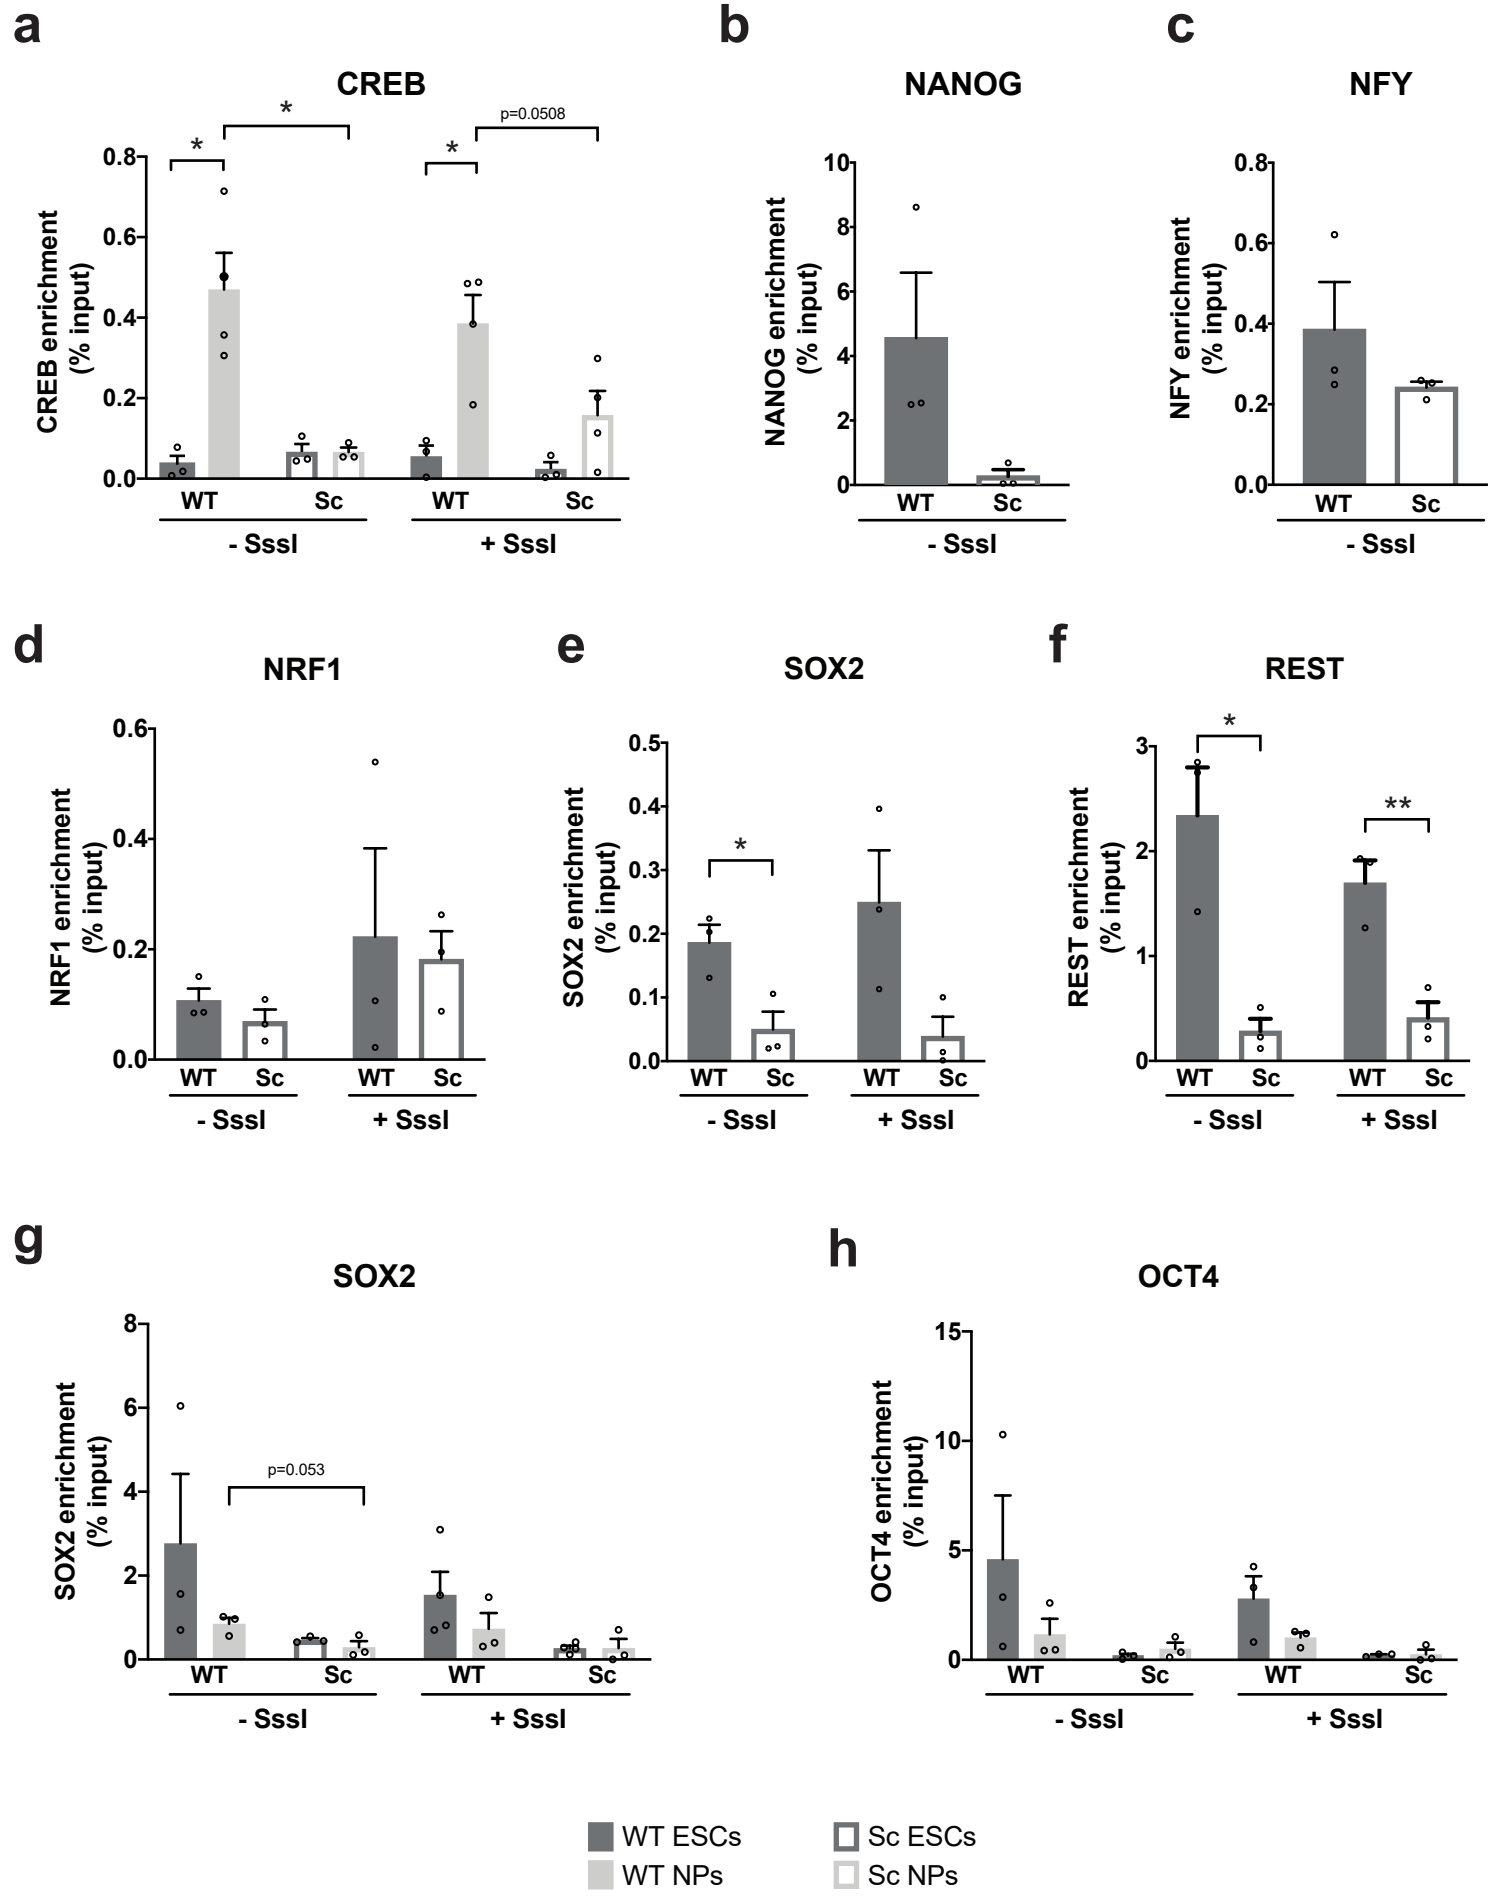 a
b
c
CREB
NANOG
NFY
*
*
*
p=0.0508
CREB enrichment
(% input)
0.8
0.6
0.4
0.2
0.0
WT
Sc
WT
Sc
- SssI
+ SssI
NANOG enrichment
(% input)
10
8
6
4
2
0
WT
Sc
- SssI
NFY enrichment
(% input)
0.8
0.6
0.4
0.2
0.0
WT
Sc
- SssI
d
e
f
NRF1
SOX2
REST
NRF1 enrichment
(% input)
0.6
0.4
0.2
0.0
WT
Sc
WT
Sc
- SssI
+ SssI
SOX2 enrichment
(% input)
0.5
0.4
0.3
0.2
0.1
0.0
*
WT
Sc
WT
Sc
- SssI
+ SssI
REST enrichment
(% input)
3
2
1
0
*
**
WT
Sc
WT
Sc
- SssI
+ SssI
g
h
SOX2
OCT4
SOX2 enrichment
(% input)
8
6
4
2
0
p=0.053
WT
Sc
WT
Sc
- SssI
+ SssI
OCT4 enrichment
(% input)
15
10
5
0
WT
Sc
WT
Sc
- SssI
+ SssI
WT ESCs
Sc ESCs
WT NPs
Sc NPs